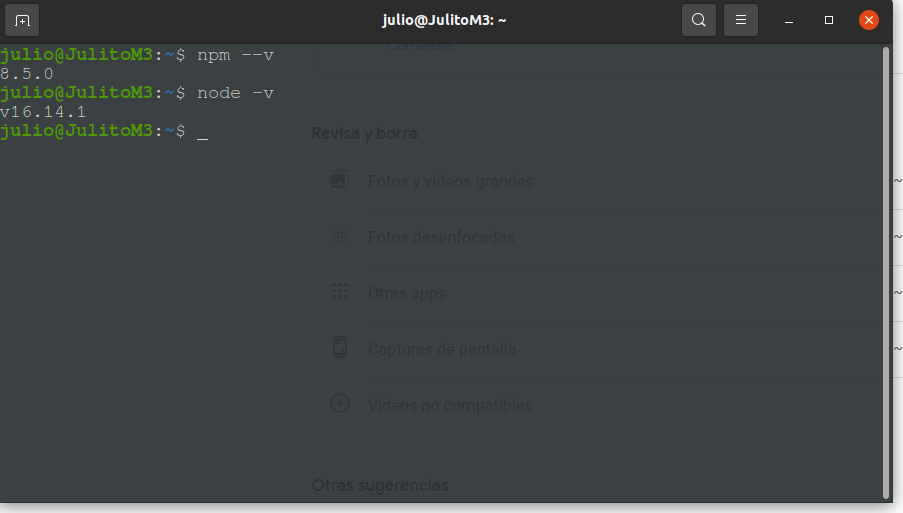 julio@JulitoM3: ~
Comenzar
julio@JulitoM3:~$ npm --v
8.5.0
julio@JulitoM3:~$ node -v
v16.14.1
julio@JulitoM3:~$ _
Revisa y borra
Fotos y videos grandes
Fotos desenfocadas
Otras apps
Capturas de pantalla
Videos no compatibles
Otras sugerencias
~
~
~
~